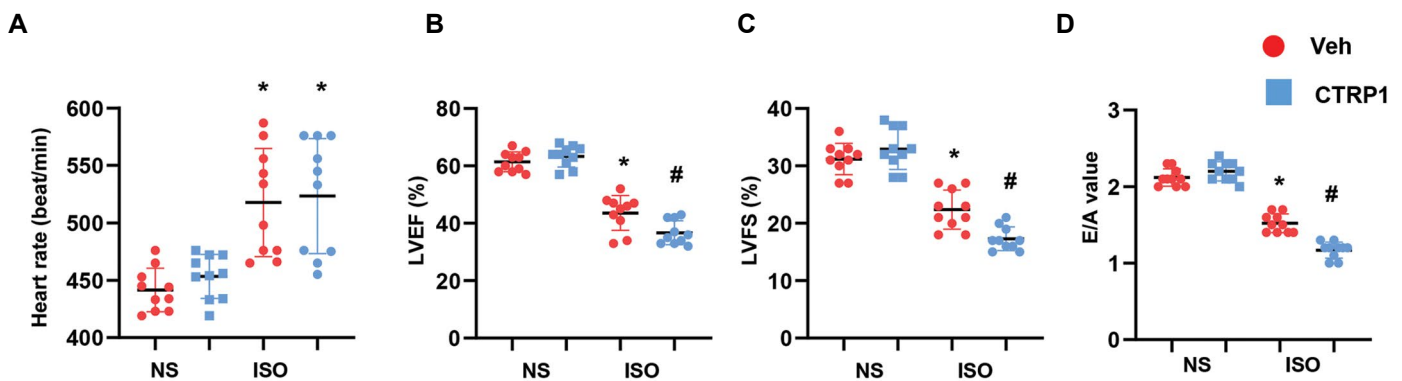 A
B
C
D
Veh
CTRP1
Heart rate (beat/min)
600
550
500
450
400
* *
NS ISO
LVEF (%)
80
60
40
20
0
* #
NS ISO
LVFS (%)
40
30
20
10
0
* #
NS ISO
E/A value
3
2
1
0
* #
NS ISO